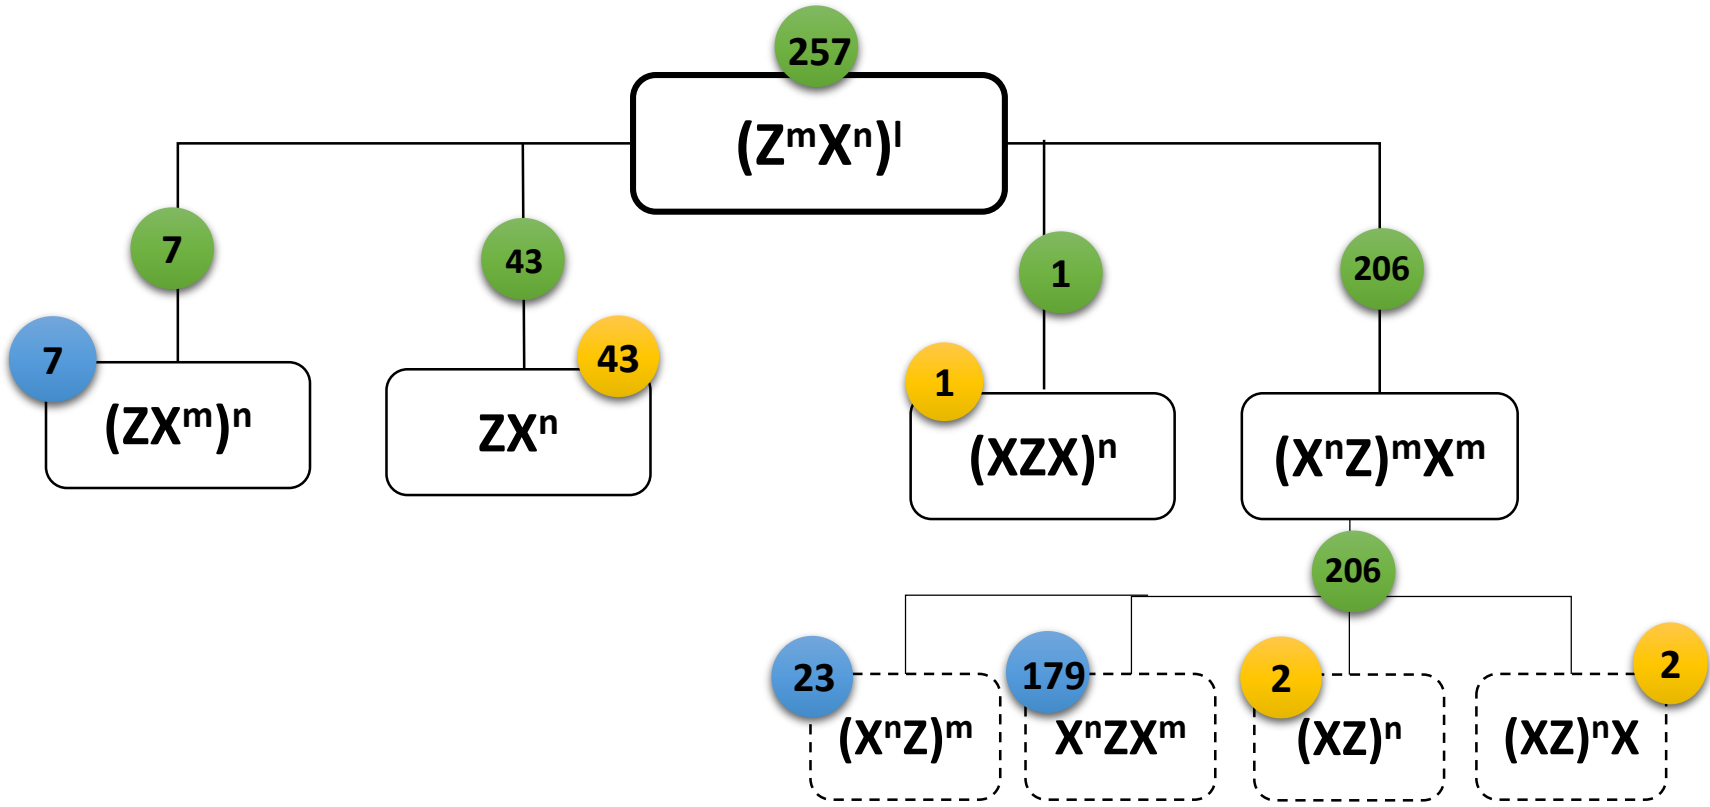 257
(ZᵐXⁿ)ˡ
7
43
1
206
7
43
1
(ZXᵐ)ⁿ
ZXⁿ
(XZX)ⁿ
(XⁿZ)ᵐXᵐ
206
23
179
2
2
(XⁿZ)ᵐ
XⁿZXᵐ
(XZ)ⁿ
(XZ)ⁿX